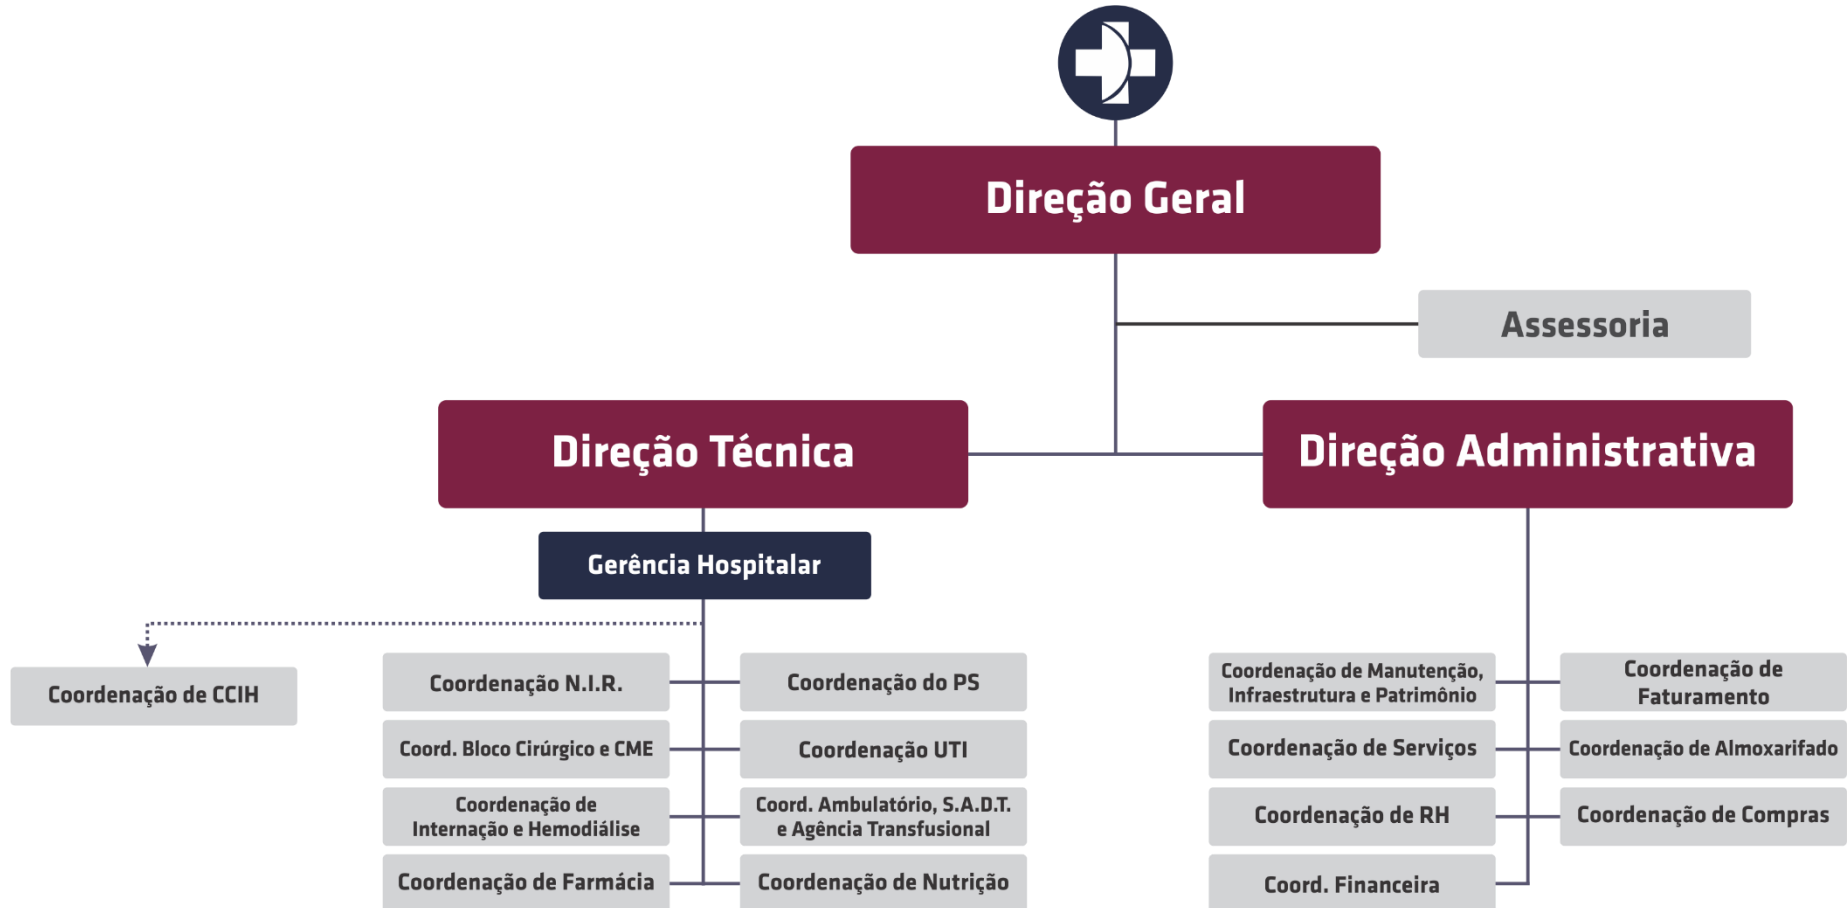 Direção Geral
Assessoria
Direção Técnica
Direção Administrativa
Gerência Hospitalar
Coordenação de CCIH
Coordenação N.I.R.
Coordenação do PS
Coord. Bloco Cirúrgico e CME
Coordenação UTI
Coordenação de
Internação e Hemodiálise
Coord. Ambulatório, S.A.D.T.
e Agência Transfusional
Coordenação de Farmácia
Coordenação de Nutrição
Coordenação de Manutenção,
Infraestrutura e Patrimônio
Coordenação de
Faturamento
Coordenação de Serviços
Coordenação de Almoxarifado
Coordenação de RH
Coordenação de Compras
Coord. Financeira